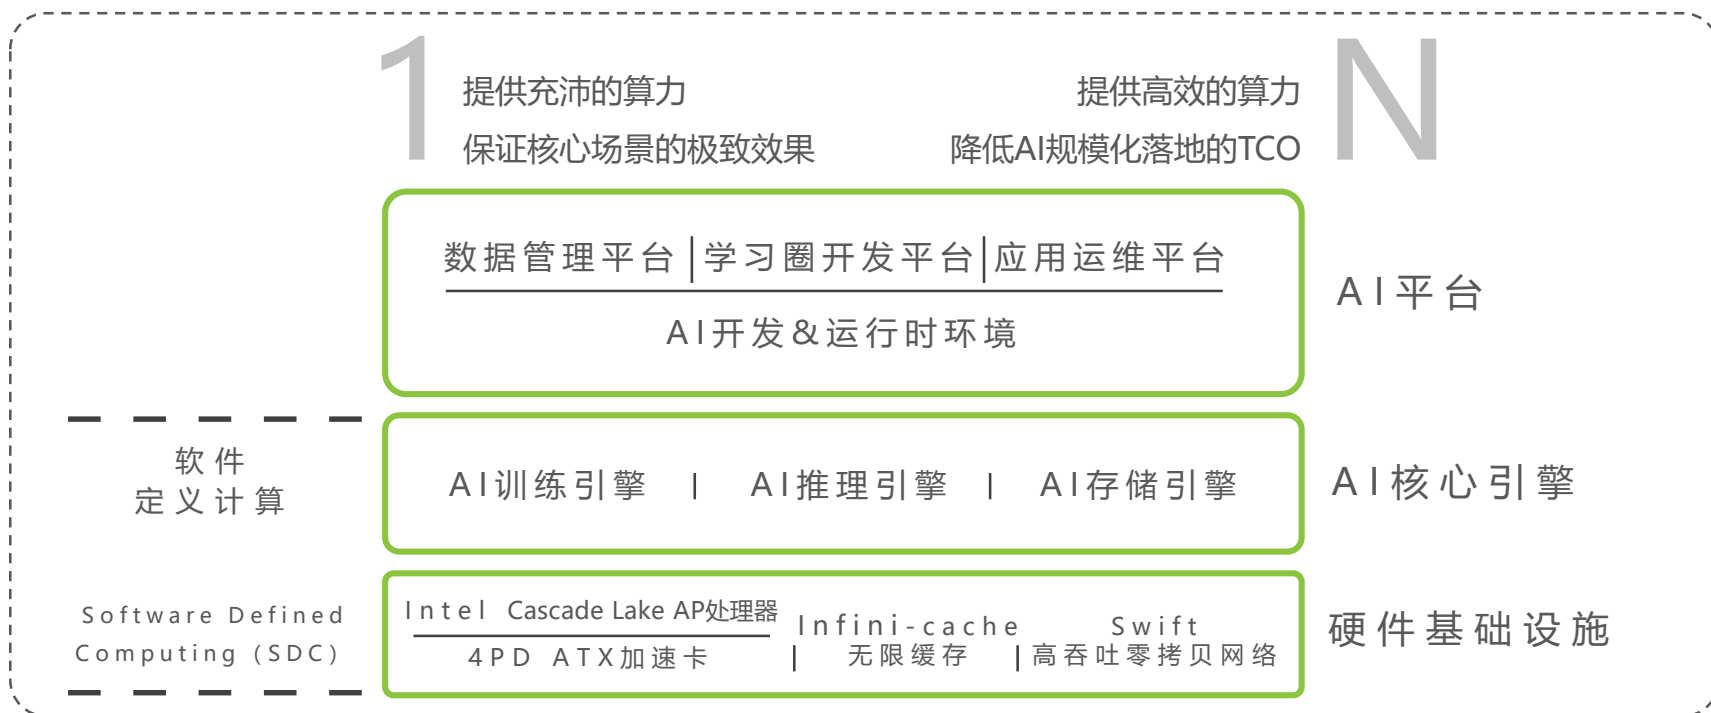 1
提供充沛的算力
保证核心场景的极致效果
提供高效的算力
降低AI规模化落地的TCO
N
数据管理平台|学习圈开发平台|应用运维平台
AI开发&运行时环境
AI平台
软件
定义计算
AI训练引擎 | AI推理引擎 | AI存储引擎
AI核心引擎
Software Defined
Computing (SDC)
Intel Cascade Lake AP处理器
4PD ATX加速卡
|
Infini-cache
无限缓存
|
Swift
高吞吐零拷贝网络
硬件基础设施